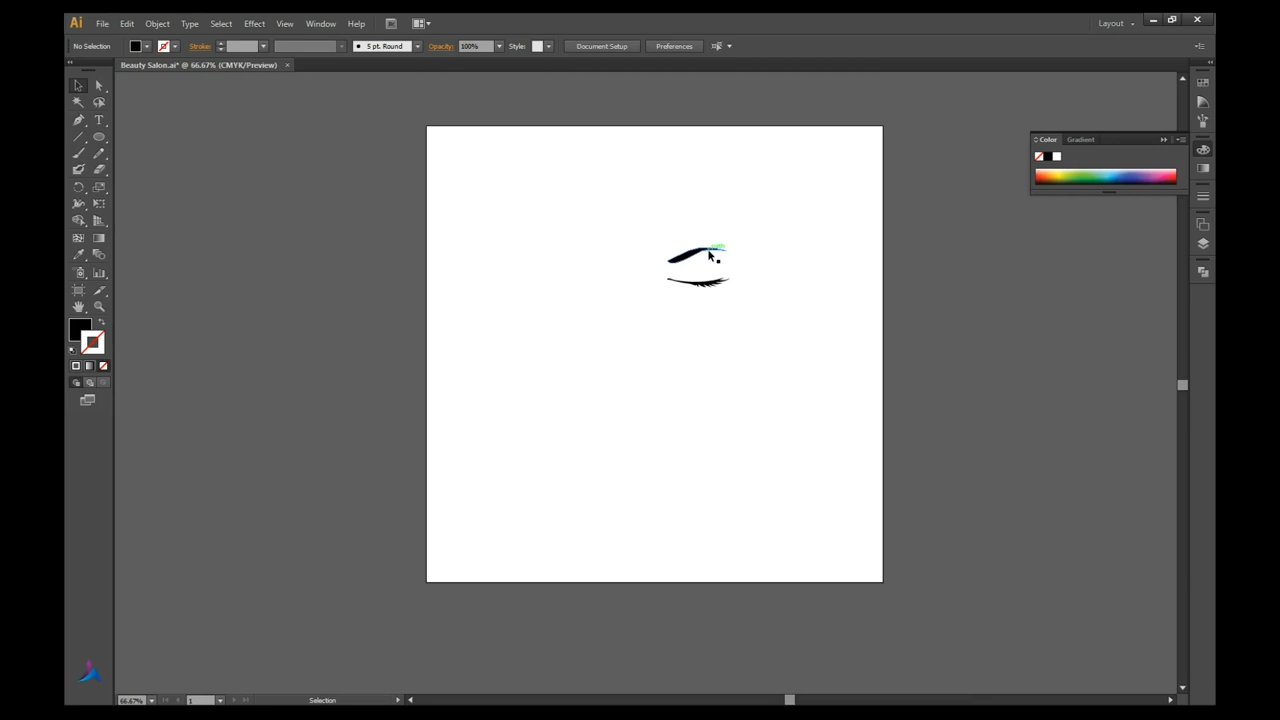 Ai File Edit Object Type Select Effect View Window Help Layout
No Selection Stroke: 5 pt. Round Opacity: 100% Style: Document Setup Preferences
Beauty Salon.ai* @ 66.67% (CMYK/Preview)
Color Gradient
66.67% 1 Selection